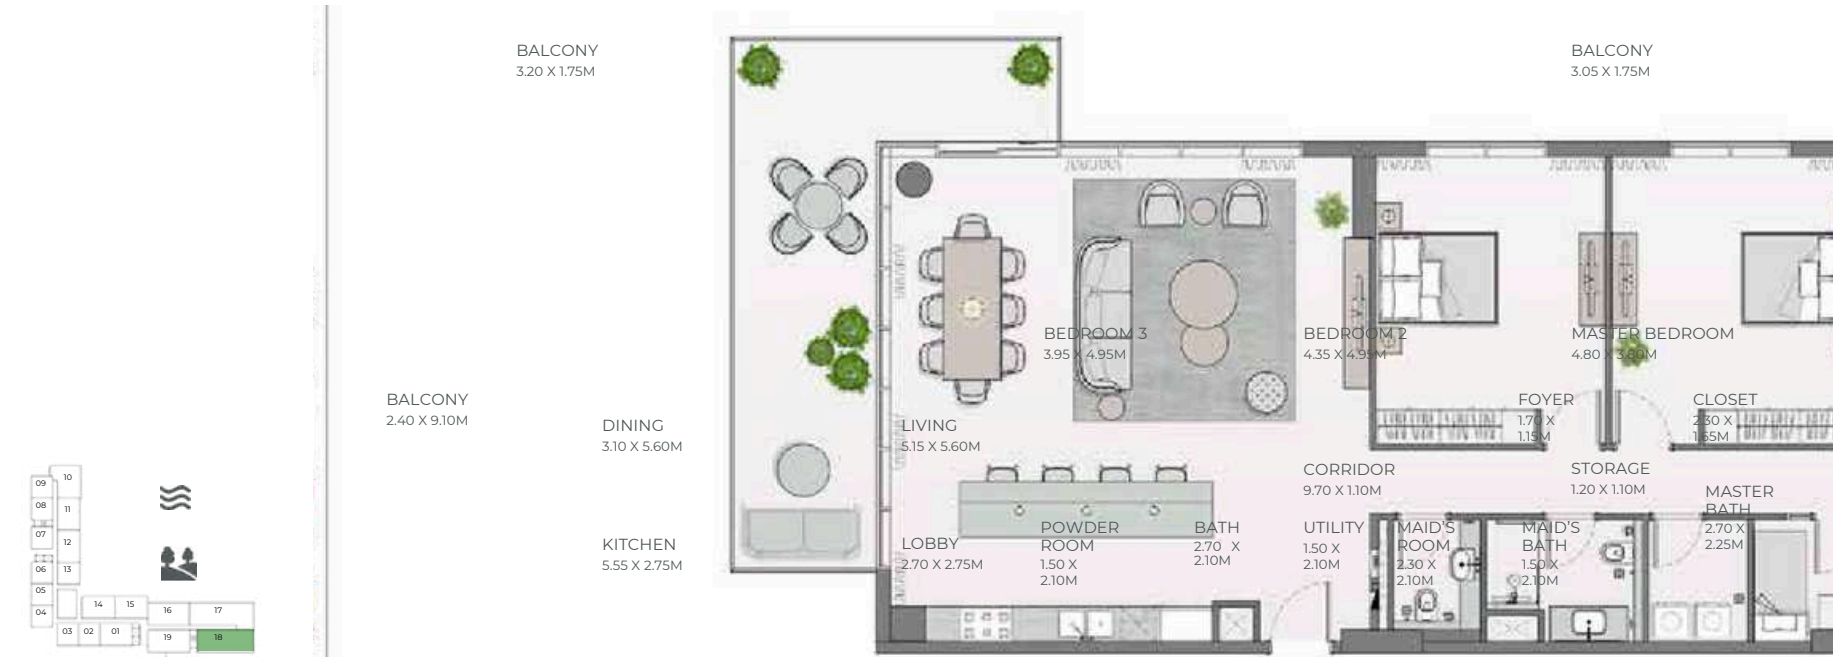 BALCONY
3.20 X 1.75M
BALCONY
3.05 X 1.75M
BEDROOM 3
3.95 X 4.95M
BEDROOM 2
4.35 X 4.95M
MASTER BEDROOM
4.80 X 3.80M
BALCONY
2.40 X 9.10M
DINING
3.10 X 5.60M
LIVING
5.15 X 5.60M
FOYER
1.70 X
1.15M
CLOSET
2.30 X
1.65M
CORRIDOR
9.70 X 1.10M
STORAGE
1.20 X 1.10M
MASTER
BATH
2.70 X
2.25M
KITCHEN
5.55 X 2.75M
LOBBY
2.70 X 2.75M
POWDER
ROOM
1.50 X
2.10M
BATH
2.70 X
2.10M
UTILITY
1.50 X
2.10M
MAID'S
ROOM
2.30 X
2.10M
MAID'S
BATH
1.50 X
2.10M
09
10
08
11
07
12
06
13
05
04
14
15
16
17
03
02
01
19
18